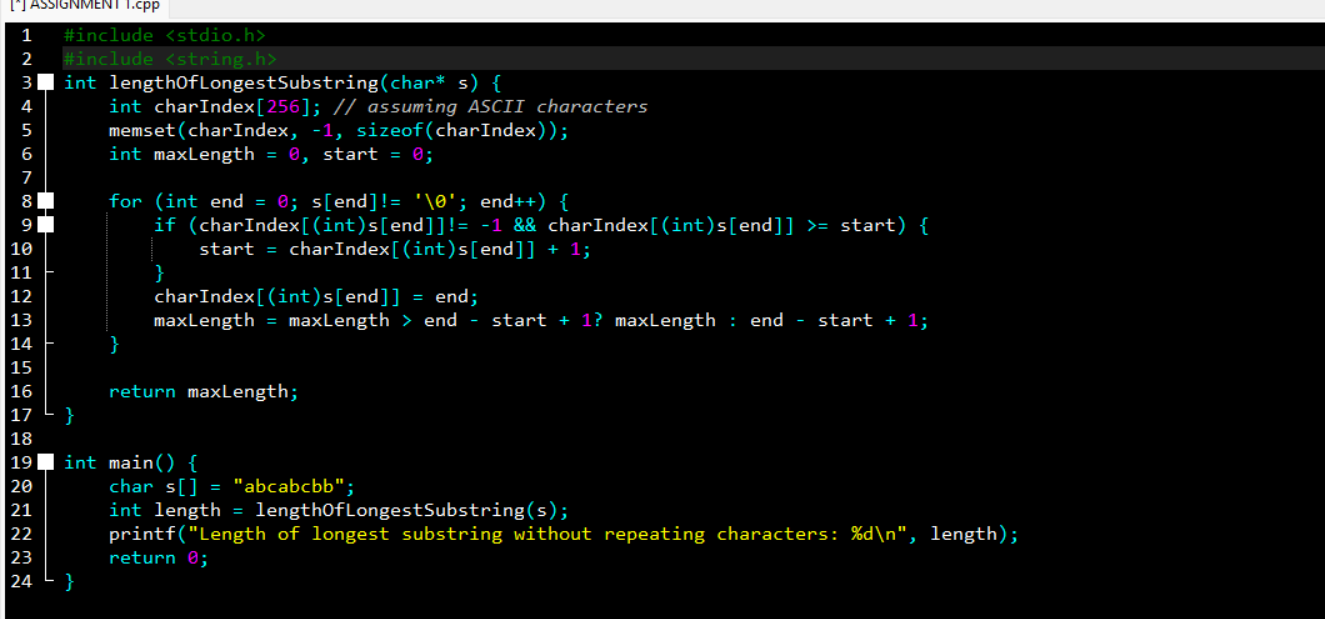 [*] ASSIGNMENT 1.cpp
1 #include <stdio.h>
2 #include <string.h>
3 int lengthOfLongestSubstring(char* s) {
4     int charIndex[256]; // assuming ASCII characters
5     memset(charIndex, -1, sizeof(charIndex));
6     int maxLength = 0, start = 0;
7
8     for (int end = 0; s[end]!= '\0'; end++) {
9         if (charIndex[(int)s[end]]!= -1 && charIndex[(int)s[end]] >= start) {
10             start = charIndex[(int)s[end]] + 1;
11         }
12         charIndex[(int)s[end]] = end;
13         maxLength = maxLength > end - start + 1? maxLength : end - start + 1;
14     }
15
16     return maxLength;
17 }
18
19 int main() {
20     char s[] = "abcabcbb";
21     int length = lengthOfLongestSubstring(s);
22     printf("Length of longest substring without repeating characters: %d\n", length);
23     return 0;
24 }